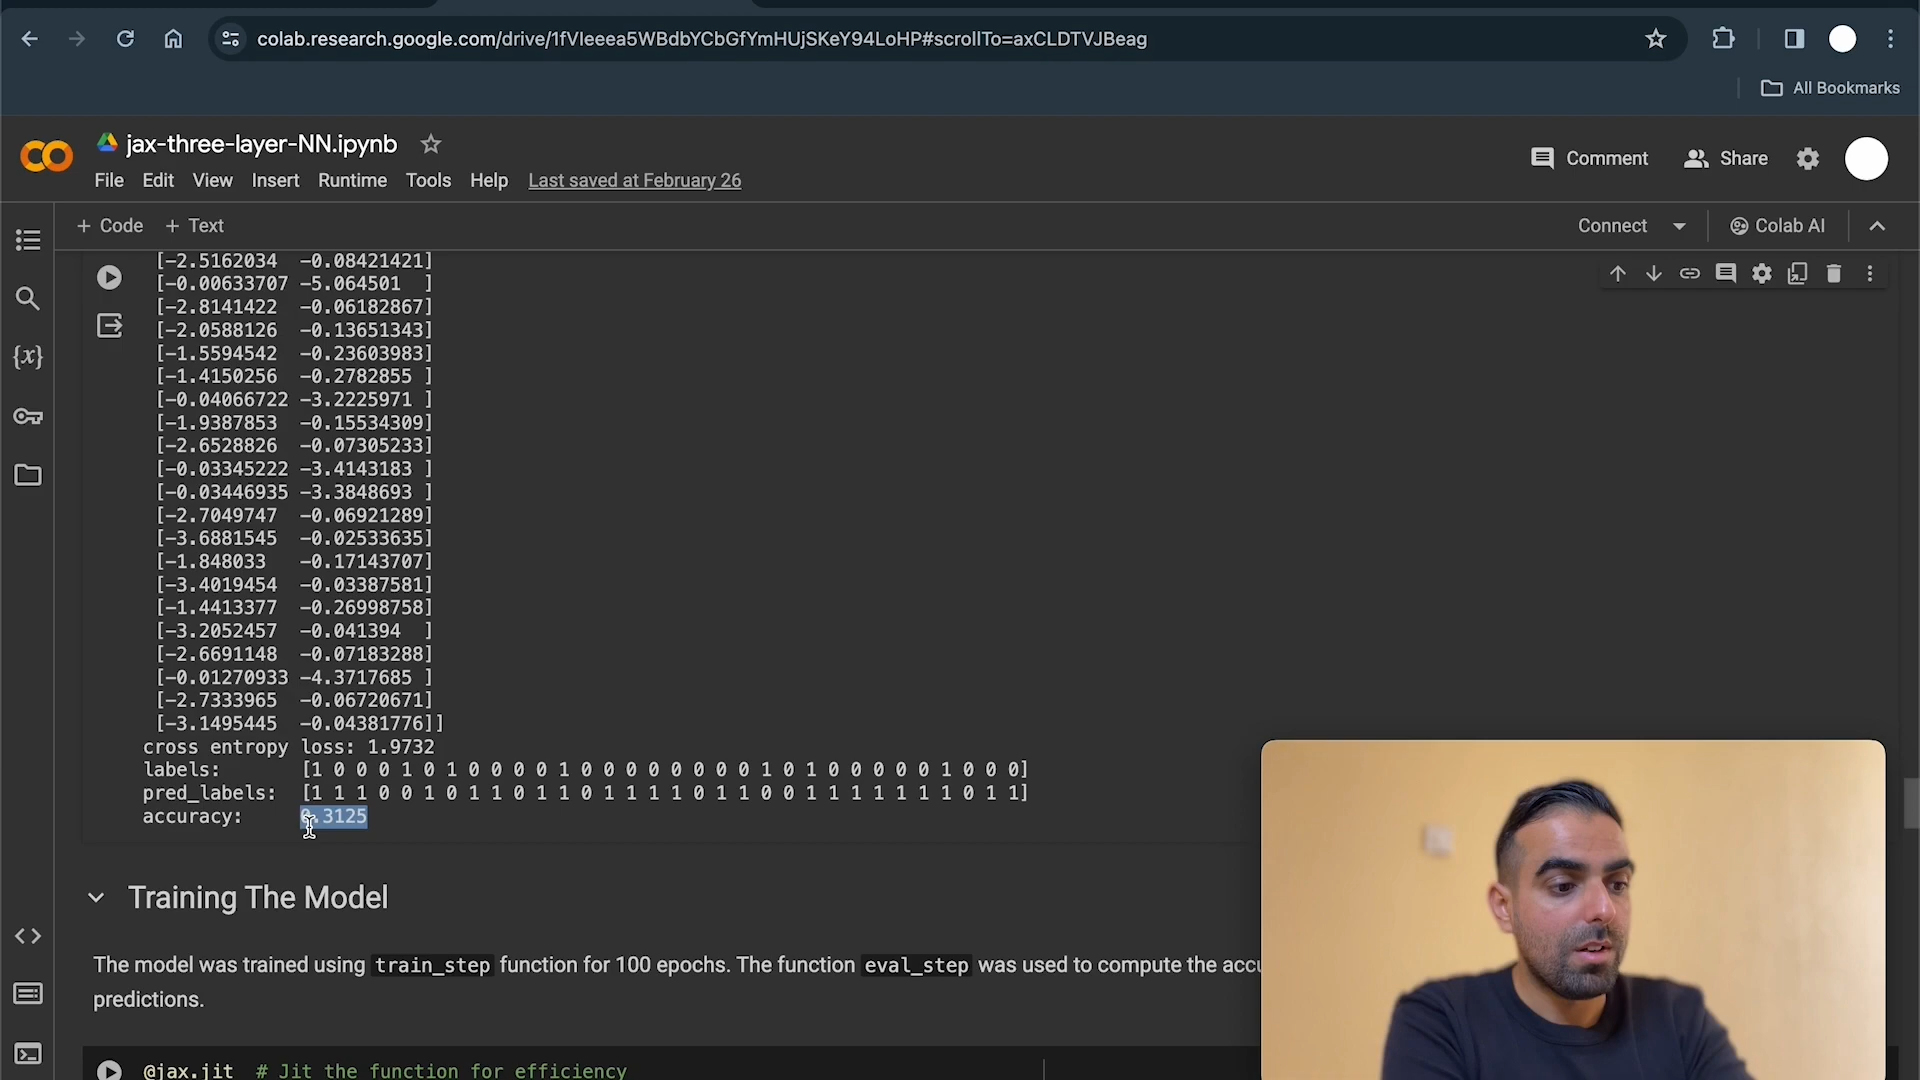 colab.research.google.com/drive/1fVIeeea5WBdbYCbGfYmHUjSKeY94LoHP#scrollTo=axCLDTVJBeag
All Bookmarks
jax-three-layer-NN.ipynb
Comment
Share
File Edit View Insert Runtime Tools Help Last saved at February 26
+ Code + Text
Connect
Colab AI
[-2.5162034 -0.08421421]
[-0.00633707 -5.064501 ]
[-2.8141422 -0.06182867]
[-2.0588126 -0.13651343]
[-1.5594542 -0.23603983]
[-1.4150256 -0.2782855 ]
[-0.04066722 -3.2225971 ]
[-1.9387853 -0.15534309]
[-2.6528826 -0.07305233]
[-0.03345222 -3.4143183 ]
[-0.03446935 -3.3848693 ]
[-2.7049747 -0.06921289]
[-3.6881545 -0.02533635]
[-1.848033 -0.17143707]
[-3.4019454 -0.03387581]
[-1.4413377 -0.26998758]
[-3.2052457 -0.041394 ]
[-2.6691148 -0.07183288]
[-0.01270933 -4.3717685 ]
[-2.7333965 -0.06720671]
[-3.1495445 -0.04381776]]
cross entropy loss: 1.9732
labels: [1 0 0 0 1 0 1 0 0 0 0 1 0 0 0 0 0 0 0 0 1 0 1 0 0 0 0 0 1 0 0 0]
pred_labels: [1 1 1 0 0 1 0 1 1 0 1 1 0 1 1 1 1 0 1 1 0 0 1 1 1 1 1 1 1 0 1 1]
accuracy: 0.3125
Training The Model
The model was trained using train_step function for 100 epochs. The function eval_step was used to compute the accu
predictions.
@jax.jit # Jit the function for efficiency